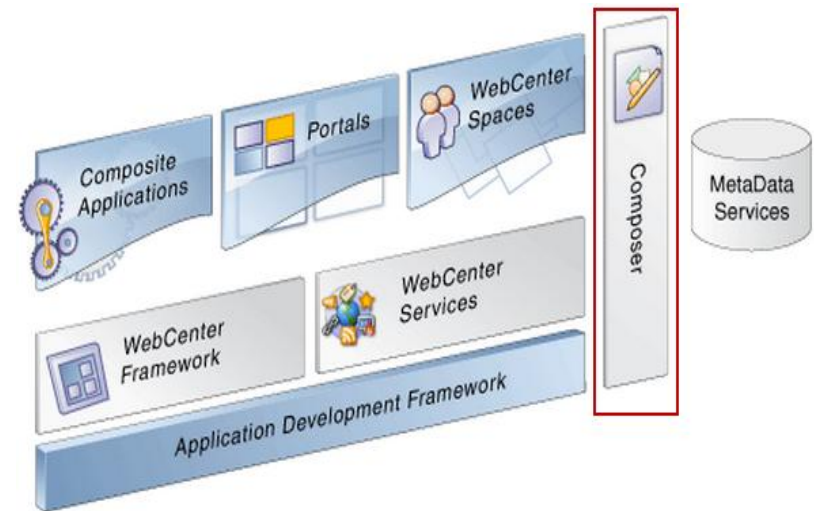 Composite
Applications
Portals
WebCenter
Spaces
Composer
MetaData
Services
WebCenter
Framework
WebCenter
Services
Application Development Framework